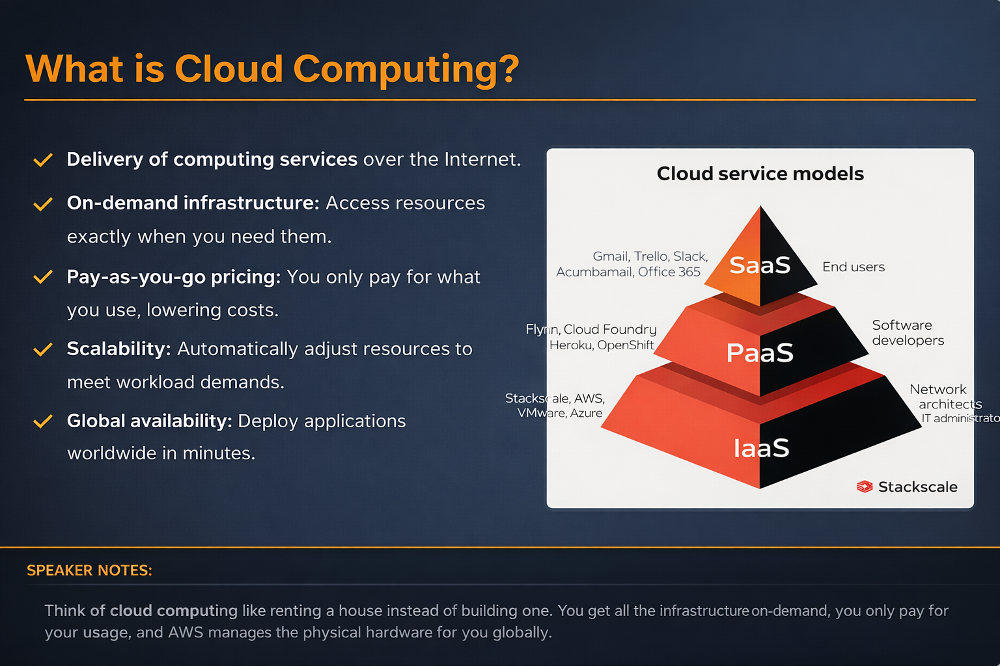 What is Cloud Computing?
Delivery of computing services over the Internet.
On-demand infrastructure: Access resources
exactly when you need them.
Pay-as-you-go pricing: You only pay for what
you use, lowering costs.
Scalability: Automatically adjust resources to
meet workload demands.
Global availability: Deploy applications
worldwide in minutes.
Cloud service models
Gmail, Trello, Slack,
Acumbamail, Office 365
SaaS
End users
Flynn, Cloud Foundry
Heroku, OpenShift
PaaS
Software
developers
Stackscale, AWS,
VMware, Azure
IaaS
Network
architects
IT administrato
Stackscale
SPEAKER NOTES:
Think of cloud computing like renting a house instead of building one. You get all the infrastructure on-demand, you only pay for
your usage, and AWS manages the physical hardware for you globally.